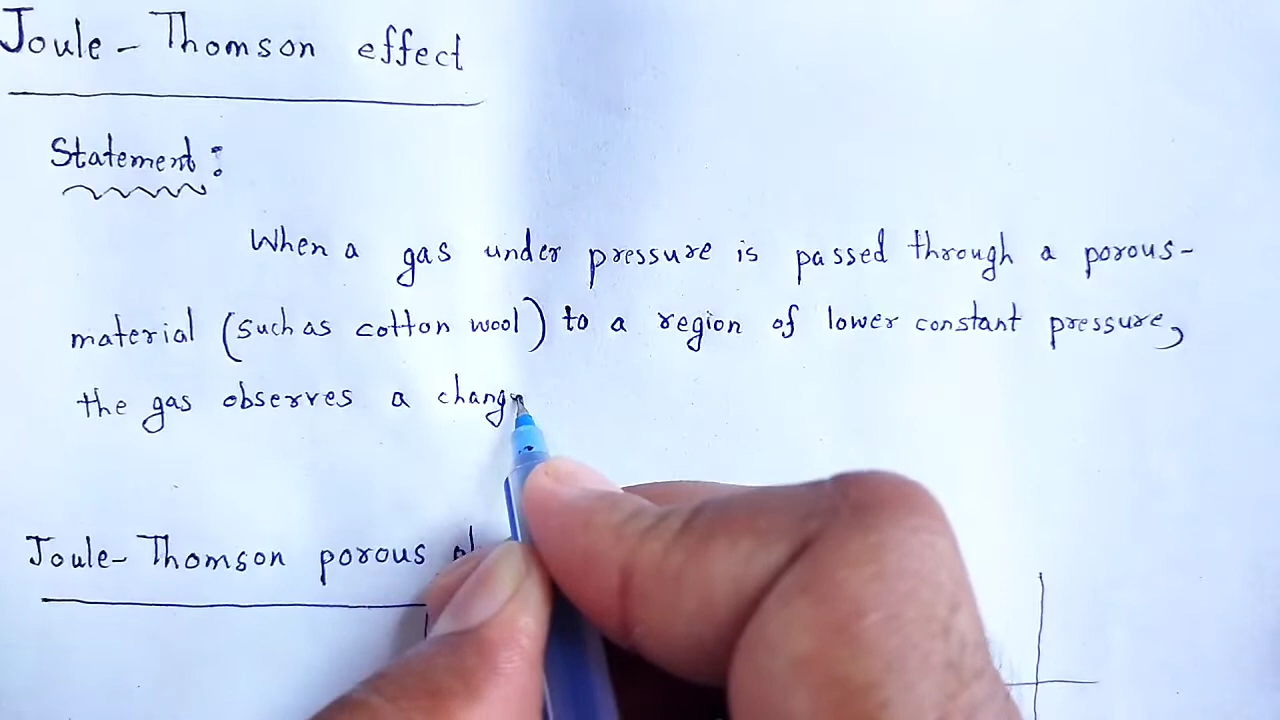 Joule-Thomson effect
Statement:
When a gas under pressure is passed through a porous-
material (such as cotton wool) to a region of lower constant pressure,
the gas observes a chang
Joule-Thomson porous